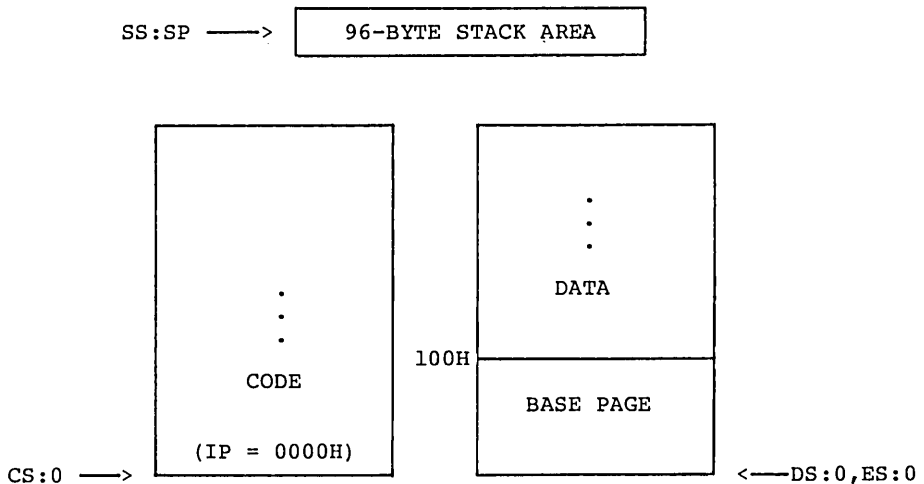 SS:SP ──> 96-BYTE STACK AREA
.
.
.
DATA
.
.
.
100H
CODE
BASE PAGE
(IP = 0000H)
CS:0 ──> <──DS:0,ES:0